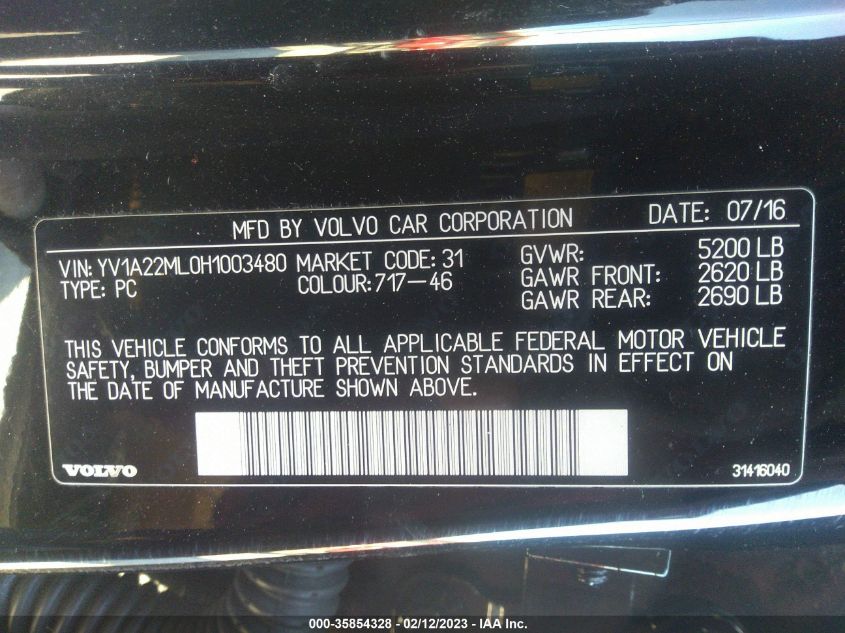 MFD BY VOLVO CAR CORPORATION DATE: 07/16
VIN: YV1A22ML0H1003480 MARKET CODE: 31 GVWR: 5200 LB
TYPE: PC COLOUR: 717-46 GAWR FRONT: 2620 LB
GAWR REAR: 2690 LB
THIS VEHICLE CONFORMS TO ALL APPLICABLE FEDERAL MOTOR VEHICLE
SAFETY, BUMPER AND THEFT PREVENTION STANDARDS IN EFFECT ON
THE DATE OF MANUFACTURE SHOWN ABOVE.
VOLVO 31416040
000-35854328 - 02/12/2023 - IAA Inc.